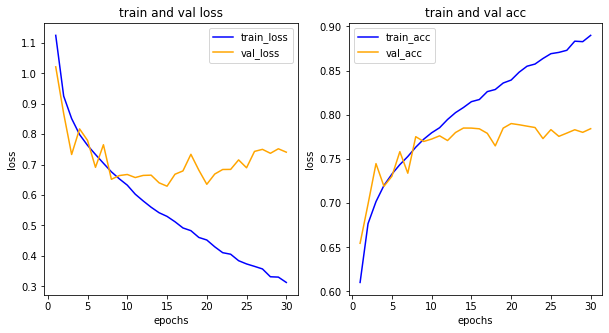 train and val loss
train_loss
val_loss
1.1
1.0
0.9
0.8
0.7
0.6
0.5
0.4
0.3
loss
0 5 10 15 20 25 30
epochs
train and val acc
train_acc
val_acc
0.90
0.85
0.80
0.75
0.70
0.65
0.60
loss
0 5 10 15 20 25 30
epochs